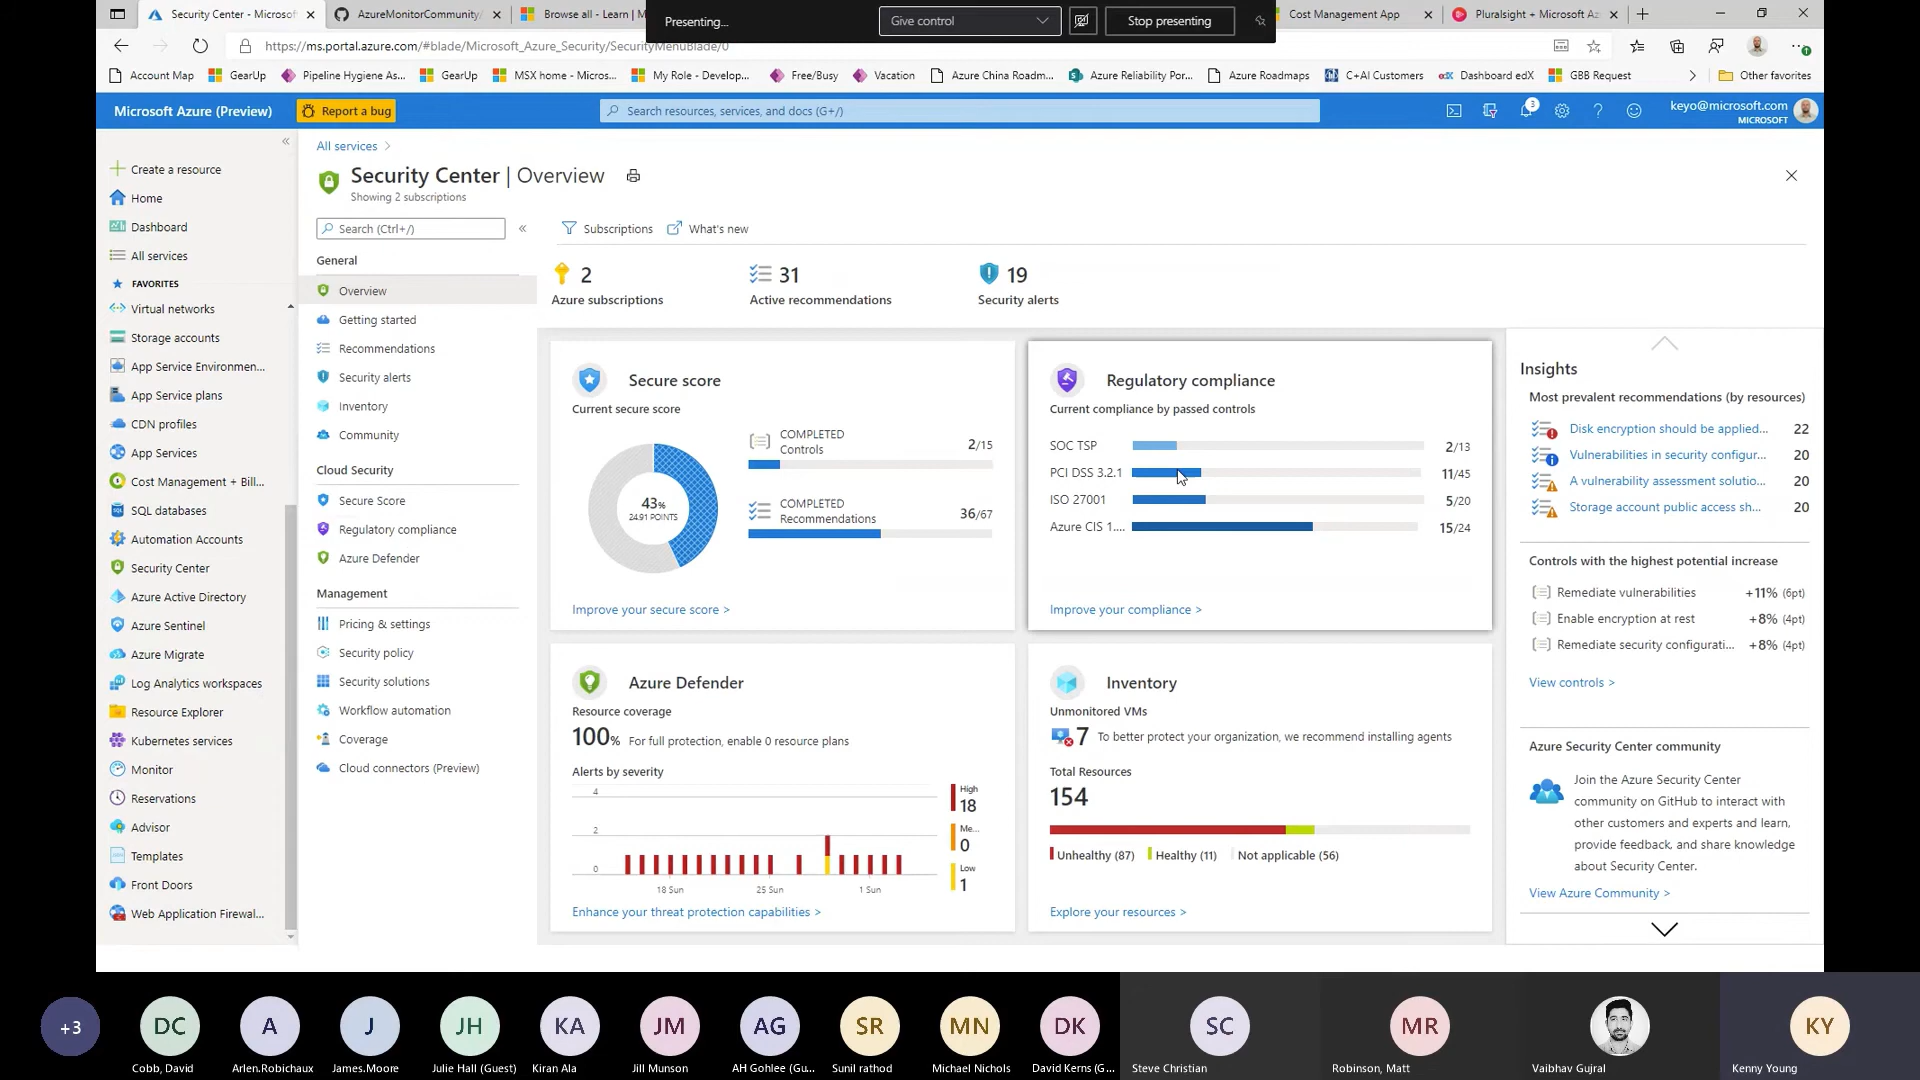 Security Center - Microsof
AzureMonitorCommunity/
Browse all - Learn | M
Presenting...
Give control
Stop presenting
Cost Management App
Pluralsight + Microsoft Az
https://ms.portal.azure.com/#blade/Microsoft_Azure_Security/SecurityMenuBlade/0
Account Map
GearUp
Pipeline Hygiene As...
GearUp
MSX home - Micros...
My Role - Develop...
Free/Busy
Vacation
Azure China Roadm...
Azure Reliability Por...
Azure Roadmaps
C+AI Customers
Dashboard edX
GBB Request
Other favorites
Microsoft Azure (Preview)
Report a bug
Search resources, services, and docs (G+/)
3
keyo@microsoft.com
MICROSOFT
Create a resource
Home
Dashboard
All services
FAVORITES
Virtual networks
Storage accounts
App Service Environmen...
App Service plans
CDN profiles
App Services
Cost Management + Bill...
SQL databases
Automation Accounts
Security Center
Azure Active Directory
Azure Sentinel
Azure Migrate
Log Analytics workspaces
Resource Explorer
Kubernetes services
Monitor
Reservations
Advisor
Templates
Front Doors
Web Application Firewal...
All services >
Security Center | Overview
Showing 2 subscriptions
Search (Ctrl+/)
General
Overview
Getting started
Recommendations
Security alerts
Inventory
Community
Cloud Security
Secure Score
Regulatory compliance
Azure Defender
Management
Pricing & settings
Security policy
Security solutions
Workflow automation
Coverage
Cloud connectors (Preview)
Subscriptions
What's new
2
Azure subscriptions
31
Active recommendations
19
Security alerts
Secure score
Current secure score
43%
24.91 POINTS
COMPLETED
Controls
2/15
COMPLETED
Recommendations
36/67
Improve your secure score >
Regulatory compliance
Current compliance by passed controls
SOC TSP 2/13
PCI DSS 3.2.1 11/45
ISO 27001 5/20
Azure CIS 1.... 15/24
Improve your compliance >
Azure Defender
Resource coverage
100% For full protection, enable 0 resource plans
Alerts by severity
4
2
0
18 Sun
25 Sun
1 Sun
High
18
Me...
0
Low
1
Enhance your threat protection capabilities >
Inventory
Unmonitored VMs
7 To better protect your organization, we recommend installing agents
Total Resources
154
Unhealthy (87)
Healthy (11)
Not applicable (56)
Explore your resources >
Insights
Most prevalent recommendations (by resources)
Disk encryption should be applied... 22
Vulnerabilities in security configur... 20
A vulnerability assessment solutio... 20
Storage account public access sh... 20
Controls with the highest potential increase
Remediate vulnerabilities +11% (6pt)
Enable encryption at rest +8% (4pt)
Remediate security configurati... +8% (4pt)
View controls >
Azure Security Center community
Join the Azure Security Center
community on GitHub to interact with
other customers and experts and learn,
provide feedback, and share knowledge
about Security Center.
View Azure Community >
+3
DC
Cobb, David
A
Arlen.Robichaux
J
James.Moore
JH
Julie Hall (Guest)
KA
Kiran Ala
JM
Jill Munson
AG
AH Gohlee (Gu...
SR
Sunil rathod
MN
Michael Nichols
DK
David Kerns (G...
SC
Steve Christian
MR
Robinson, Matt
Vaibhav Gujral
KY
Kenny Young